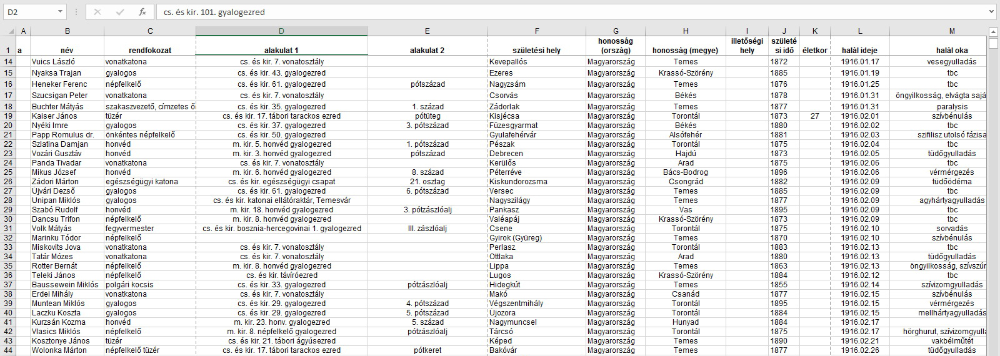 D2 fx cs. és kir. 101. gyalogezred
A B C D E F G H I J K L M
1 a név rendfokozat alakulat 1 alakulat 2 születési hely honosság (ország) honosság (megye) illetőségi hely születé si idő életkor halál ideje halál oka
14 Vuics László vonatkatona cs. és kir. 7. vonatosztály Kevepallós Magyarország Temes 1872 1916.01.17 vesegyulladás
15 Nyaksa Trajan gyalogos cs. és kir. 43. gyalogezred Ezeres Magyarország Krassó-Szörény 1885 1916.01.19 tbc
16 Heneker Ferenc népfelkelő cs. és kir. 61. gyalogezred pótszázad Nagyzsám Magyarország Temes 1876 1916.01.25 tbc
17 Szucsigan Peter vonatkatona cs. és kir. 7. vonatosztály Csorvás Magyarország Békés 1878 1916.01.31 öngyilkosság, elvágta sajá
18 Buchter Mátyás szakaszvezető, címzetes ő cs. és kir. 35. gyalogezred 1. század Zádorlak Magyarország Temes 1877 1916.01.31 paralysis
19 Kaiser János tüzér cs. és kir. 17. tábori tarackos ezred pótüteg Kisjécsa Magyarország Torontál 1873 27 1916.02.01 szívbénulás
20 Nyéki Imre gyalogos cs. és kir. 37. gyalogezred 3. pótszázad Füzesgyarmat Magyarország Békés 1880 1916.02.02 tbc
21 Papp Romulus dr. önkéntes népfelkelő cs. és kir. 50. gyalogezred Gyulafehérvár Magyarország Alsófehér 1881 1916.02.03 szifilisz utolsó fázisa
22 Szlatina Damjan honvéd m. kir. 5. honvéd gyalogezred 1. pótszázad Pészak Magyarország Torontál 1875 1916.02.04 tbc
23 Vozári Gusztáv honvéd m. kir. 3. honvéd gyalogezred pótszázad Debrecen Magyarország Hajdú 1873 1916.02.05 tüdőgyulladás
24 Panda Tivadar vonatkatona cs. és kir. 7. vonatosztály Kerülős Magyarország Arad 1875 1916.02.06 tbc
25 Mikus József honvéd m. kir. 6. honvéd gyalogezred 8. század Péterréve Magyarország Bács-Bodrog 1896 1916.02.06 vérmérgezés
26 Zádori Márton egészségügyi katona cs. és kir. egészségügyi csapat 21. osztag Kiskundorozsma Magyarország Csongrád 1882 1916.02.09 tüdőödéma
27 Újvári Dezső gyalogos cs. és kir. 61. gyalogezred 6. pótszázad Versec Magyarország Temes 1885 1916.02.09 tbc
28 Unipan Miklós gyalogos cs. és kir. katonai ellátóraktár, Temesvár Nagyszilágy Magyarország Temes 1877 1916.02.09 agyhártyagyulladás
29 Szabó Rudolf honvéd m. kir. 18. honvéd gyalogezred 3. pótzászlóalj Pankasz Magyarország Vas 1895 1916.02.09 tbc
30 Dancsu Trifon népfelkelő m. kir. 8. honvéd gyalogezred Valéapáj Magyarország Krassó-Szörény 1873 1916.02.09 tbc
31 Volk Mátyás fegyvermester cs. és kir. bosznia-hercegovinai 1. gyalogezred III. zászlóalj Csene Magyarország Torontál 1875 1916.02.10 sorvadás
32 Marinku Tódor népfelkelő Gyirok (Gyüreg) Magyarország Temes 1870 1916.02.10 szívbénulás
33 Miskovits Jova vonatkatona cs. és kir. 7. vonatosztály Perlasz Magyarország Torontál 1883 1916.02.13 tbc
34 Tatár Mózes vonatkatona cs. és kir. 7. vonatosztály Ottlaka Magyarország Arad 1880 1916.02.13 tüdőgyulladás
35 Rotter Bernát népfelkelő m. kir. 8. honvéd gyalogezred Lippa Magyarország Temes 1863 1916.02.13 öngyilkosság, szívszúr
36 Teleki János népfelkelő cs. és kir. távíróezred Lugos Magyarország Krassó-Szörény 1884 1916.02.12 tbc
37 Baussewein Miklós polgári kocsis cs. és kir. 33. gyalogezred pótzászlóalj Hidegkút Magyarország Temes 1855 1916.02.14 szívizomgyulladás
38 Erdei Mihály vonatkatona cs. és kir. 7. vonatosztály Makó Magyarország Csanád 1877 1916.02.15 szívbénulás
39 Muntean Miklós gyalogos cs. és kir. 29. gyalogezred 4. pótszázad Végszentmihály Magyarország Torontál 1895 1916.02.15 vérmérgezés
40 Laczku Koszta gyalogos cs. és kir. 29. gyalogezred 5. pótszázad Újozora Magyarország Torontál 1884 1916.02.15 mellhártyagyulladás
41 Kurzsán Kozma honvéd m. kir. 23. honv. gyalogezred 5. század Nagymuncsel Magyarország Hunyad 1884 1916.02.17
42 Vlasics Miklós népfelkelő m. kir. 8. népfelkelő gyalogezred pótzászlóalj Tárcsó Magyarország Torontál 1875 1916.02.17 hörghurut, szívizomgyulla
43 Kosztonye János tüzér cs. és kir. 21. tábori ágyúsezred Képed Magyarország Temes 1890 1916.02.21 vakbélműtét
44 Wolonka Márton népfelkelő tüzér cs. és kir. 17. tábori tarackos ezred pótkeret Bakóvár Magyarország Temes 1877 1916.02.26 tüdőgyulladás